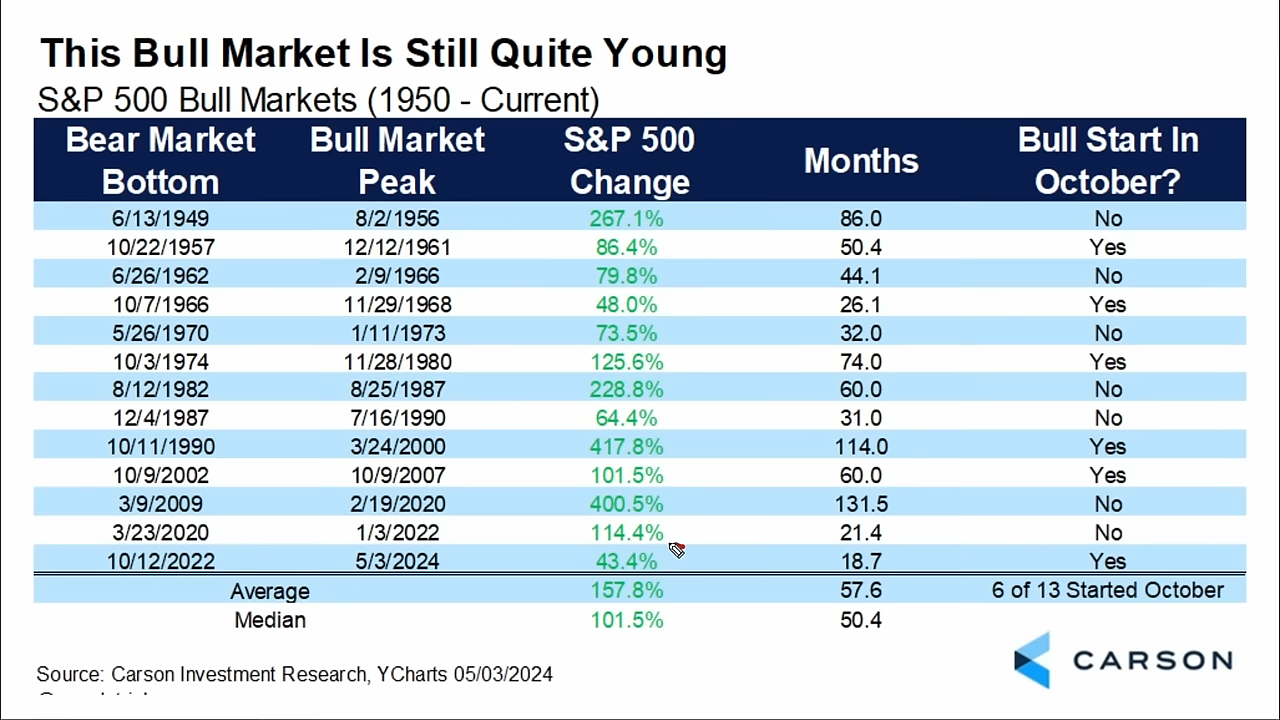 This Bull Market Is Still Quite Young
S&P 500 Bull Markets (1950 - Current)
Bear Market Bottom Bull Market Peak S&P 500 Change Months Bull Start In October?
6/13/1949 8/2/1956 267.1% 86.0 No
10/22/1957 12/12/1961 86.4% 50.4 Yes
6/26/1962 2/9/1966 79.8% 44.1 No
10/7/1966 11/29/1968 48.0% 26.1 Yes
5/26/1970 1/11/1973 73.5% 32.0 No
10/3/1974 11/28/1980 125.6% 74.0 Yes
8/12/1982 8/25/1987 228.8% 60.0 No
12/4/1987 7/16/1990 64.4% 31.0 No
10/11/1990 3/24/2000 417.8% 114.0 Yes
10/9/2002 10/9/2007 101.5% 60.0 Yes
3/9/2009 2/19/2020 400.5% 131.5 No
3/23/2020 1/3/2022 114.4% 21.4 No
10/12/2022 5/3/2024 43.4% 18.7 Yes
Average 157.8% 57.6 6 of 13 Started October
Median 101.5% 50.4
Source: Carson Investment Research, YCharts 05/03/2024
CARSON